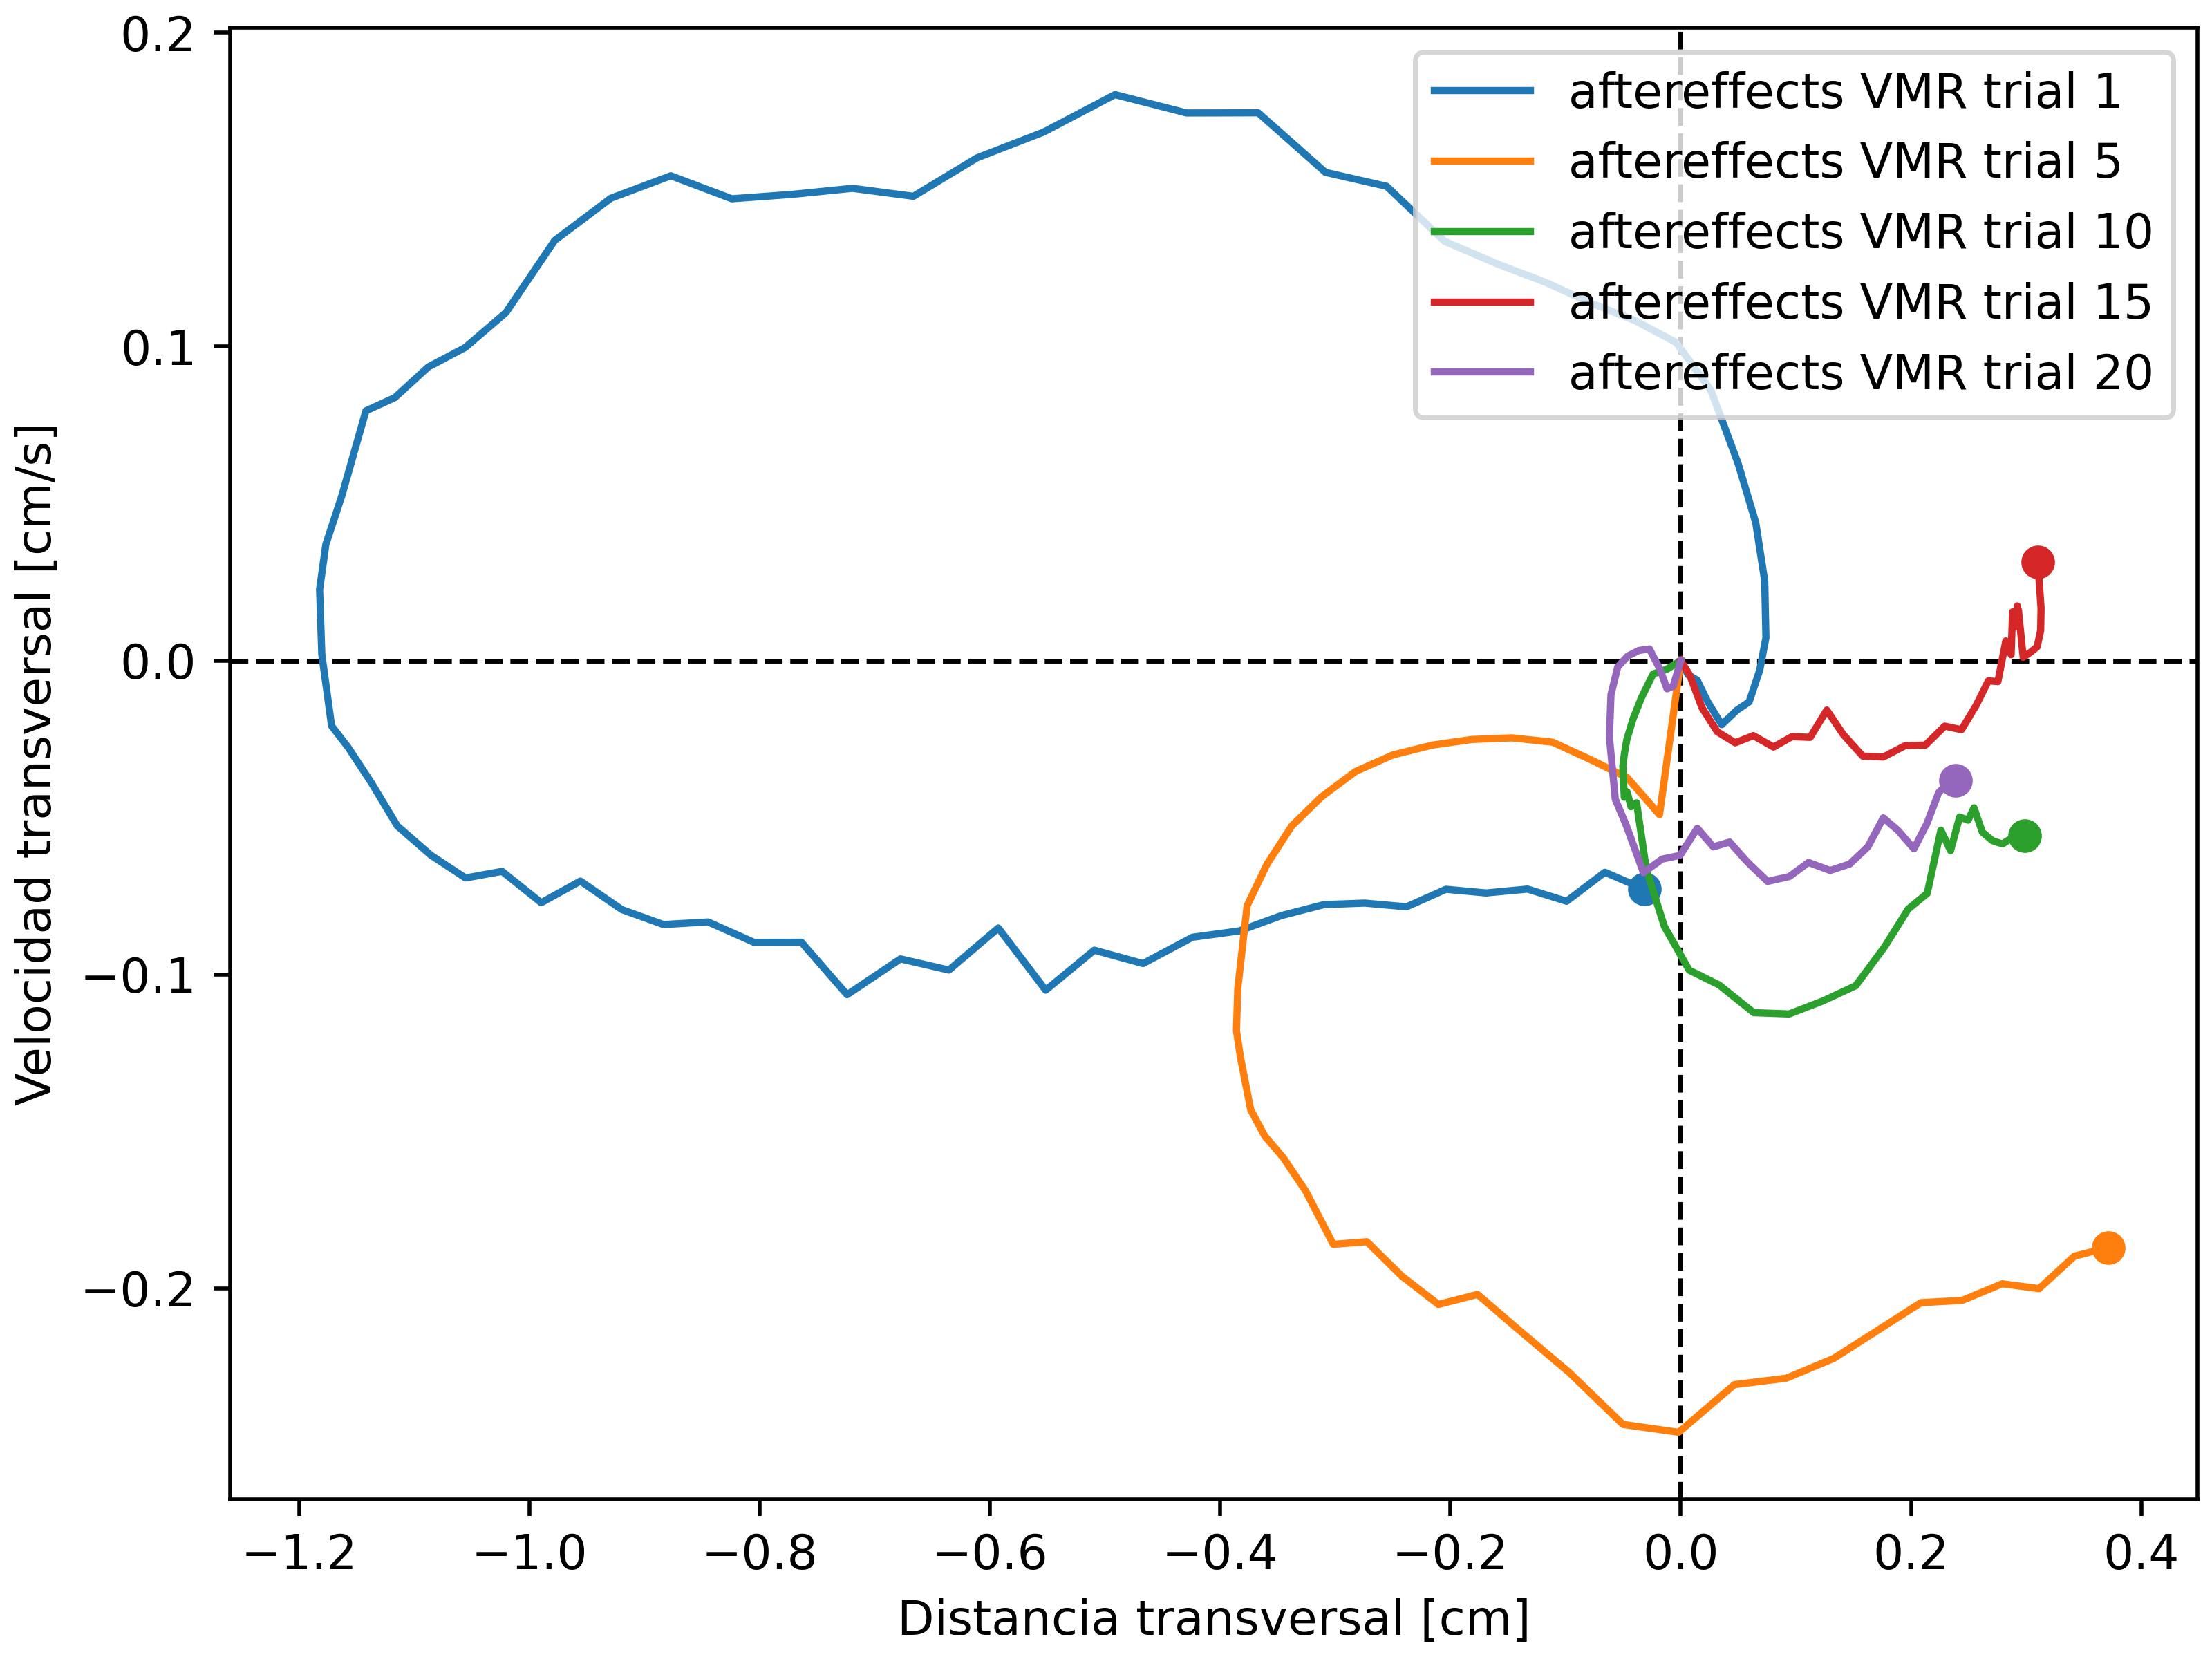 aftereffects VMR trial 1
aftereffects VMR trial 5
aftereffects VMR trial 10
aftereffects VMR trial 15
aftereffects VMR trial 20
Velocidad transversal [cm/s]
0.2
0.1
0.0
−0.1
−0.2
−1.2 −1.0 −0.8 −0.6 −0.4 −0.2 0.0 0.2 0.4
Distancia transversal [cm]